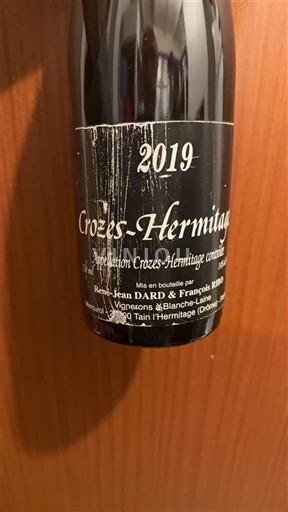 2019
Crozes-Hermitage
VINIOU
Appellation Crozes-Hermitage contrôlée
Mis en bouteille par
René-Jean DARD & François RIBO
Vignerons à Blanche-Laine
Tain l'Hermitage (Drôme)